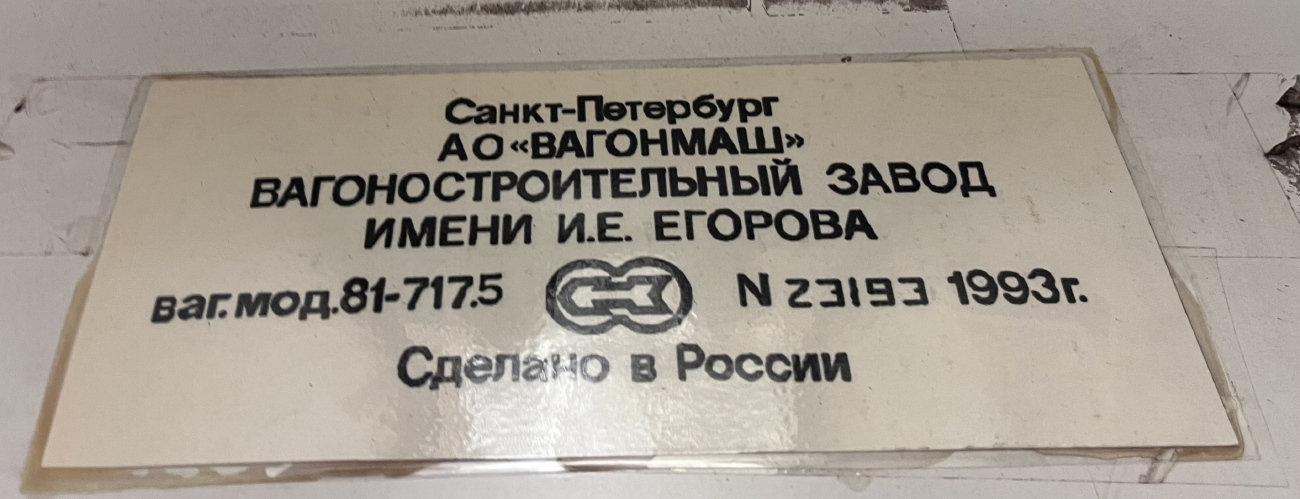 Санкт-Петербург
АО «ВАГОНМАШ»
ВАГОНОСТРОИТЕЛЬНЫЙ ЗАВОД
ИМЕНИ И.Е. ЕГОРОВА
ваг.мод.81-717.5 N 23193 1993г.
Сделано в России